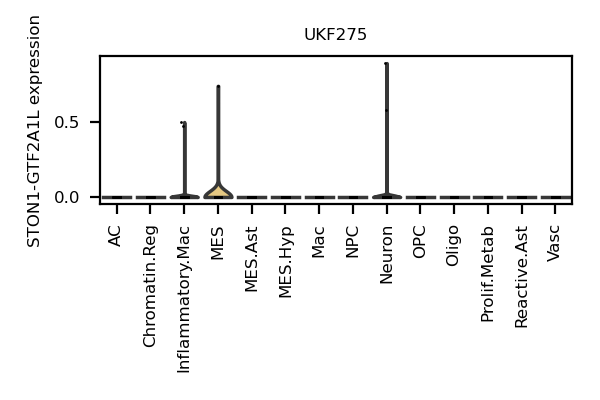 UKF275
STON1-GTF2A1L expression
0.5
0.0
AC
Chromatin.Reg
Inflammatory.Mac
MES
MES.Ast
MES.Hyp
Mac
NPC
Neuron
OPC
Oligo
Prolif.Metab
Reactive.Ast
Vasc